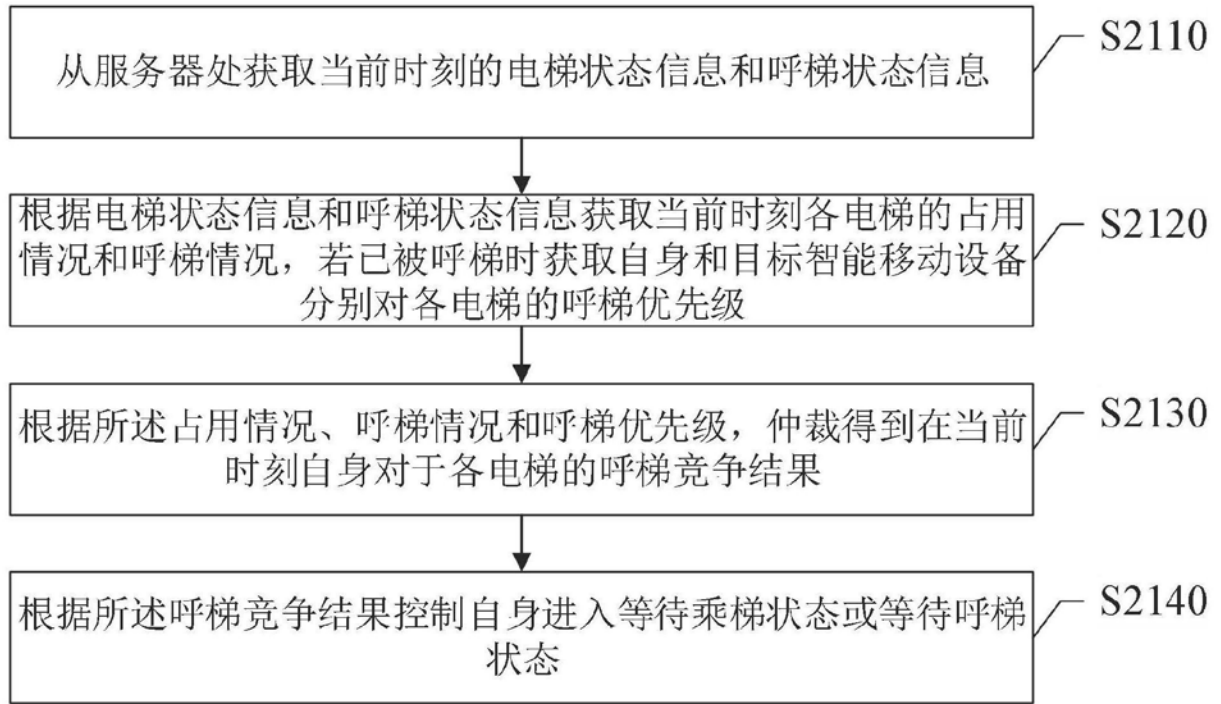 从服务器处获取当前时刻的电梯状态信息和呼梯状态信息
S2110
根据电梯状态信息和呼梯状态信息获取当前时刻各电梯的占用
情况和呼梯情况，若已被呼梯时获取自身和目标智能移动设备
分别对各电梯的呼梯优先级
S2120
根据所述占用情况、呼梯情况和呼梯优先级，仲裁得到在当前
时刻自身对于各电梯的呼梯竞争结果
S2130
根据所述呼梯竞争结果控制自身进入等待乘梯状态或等待呼梯
状态
S2140